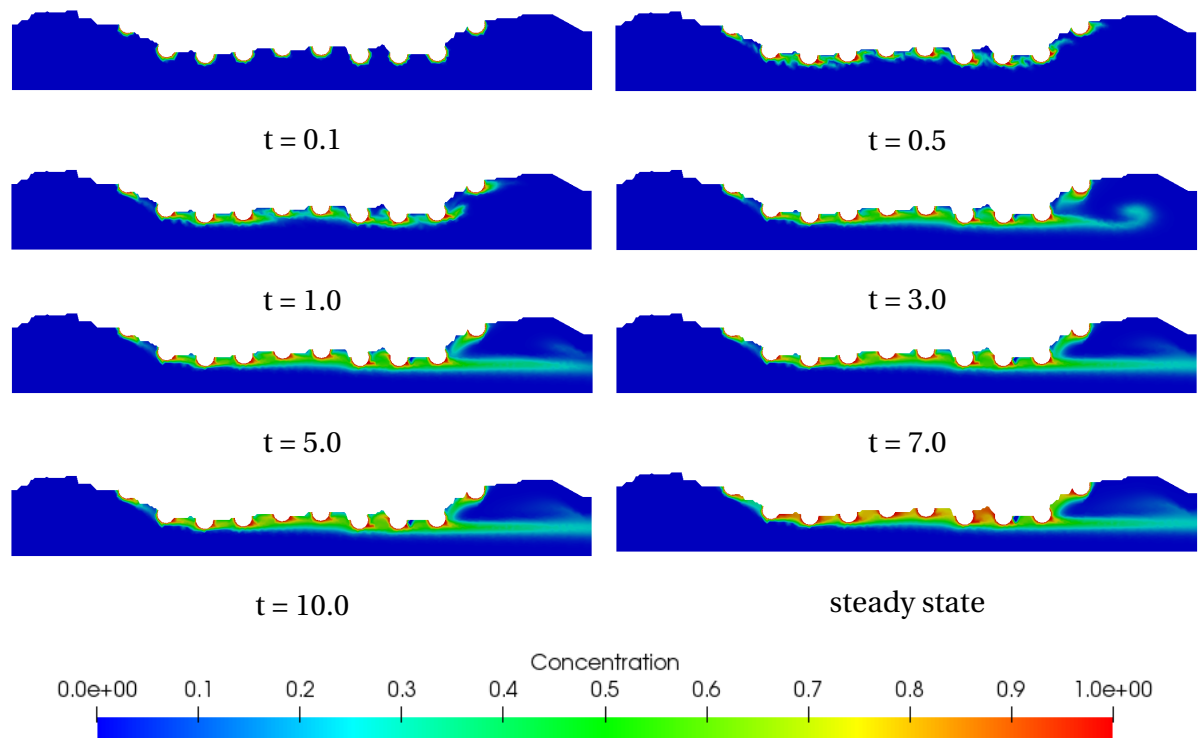 t = 0.1
t = 0.5
t = 1.0
t = 3.0
t = 5.0
t = 7.0
t = 10.0
steady state
Concentration
0.0e+00 0.1 0.2 0.3 0.4 0.5 0.6 0.7 0.8 0.9 1.0e+00